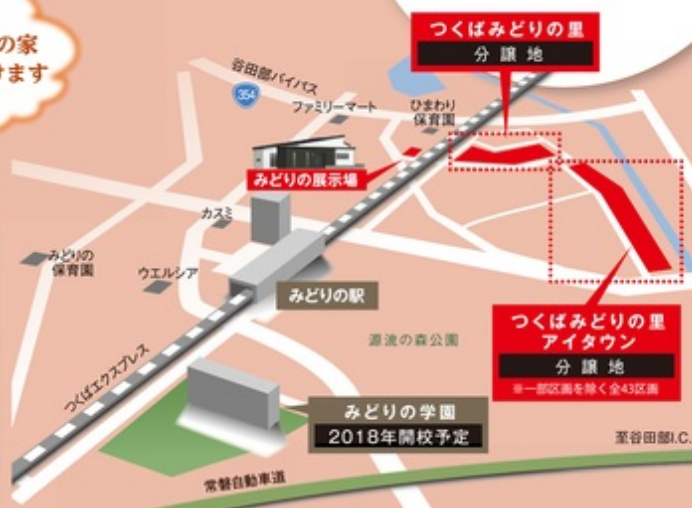 の家
けます
つくばみどりの里
分譲地
谷田部バイパス
354
ファミリーマート
ひまわり
保育園
みどりの展示場
カスミ
みどりの
保育園
ウエルシア
みどりの駅
つくばみどりの里
アイタウン
分譲地
※一部区画を除く全43区画
源流の森公園
つくばエクスプレス
みどりの学園
2018年開校予定
至谷田部I.C.
常磐自動車道